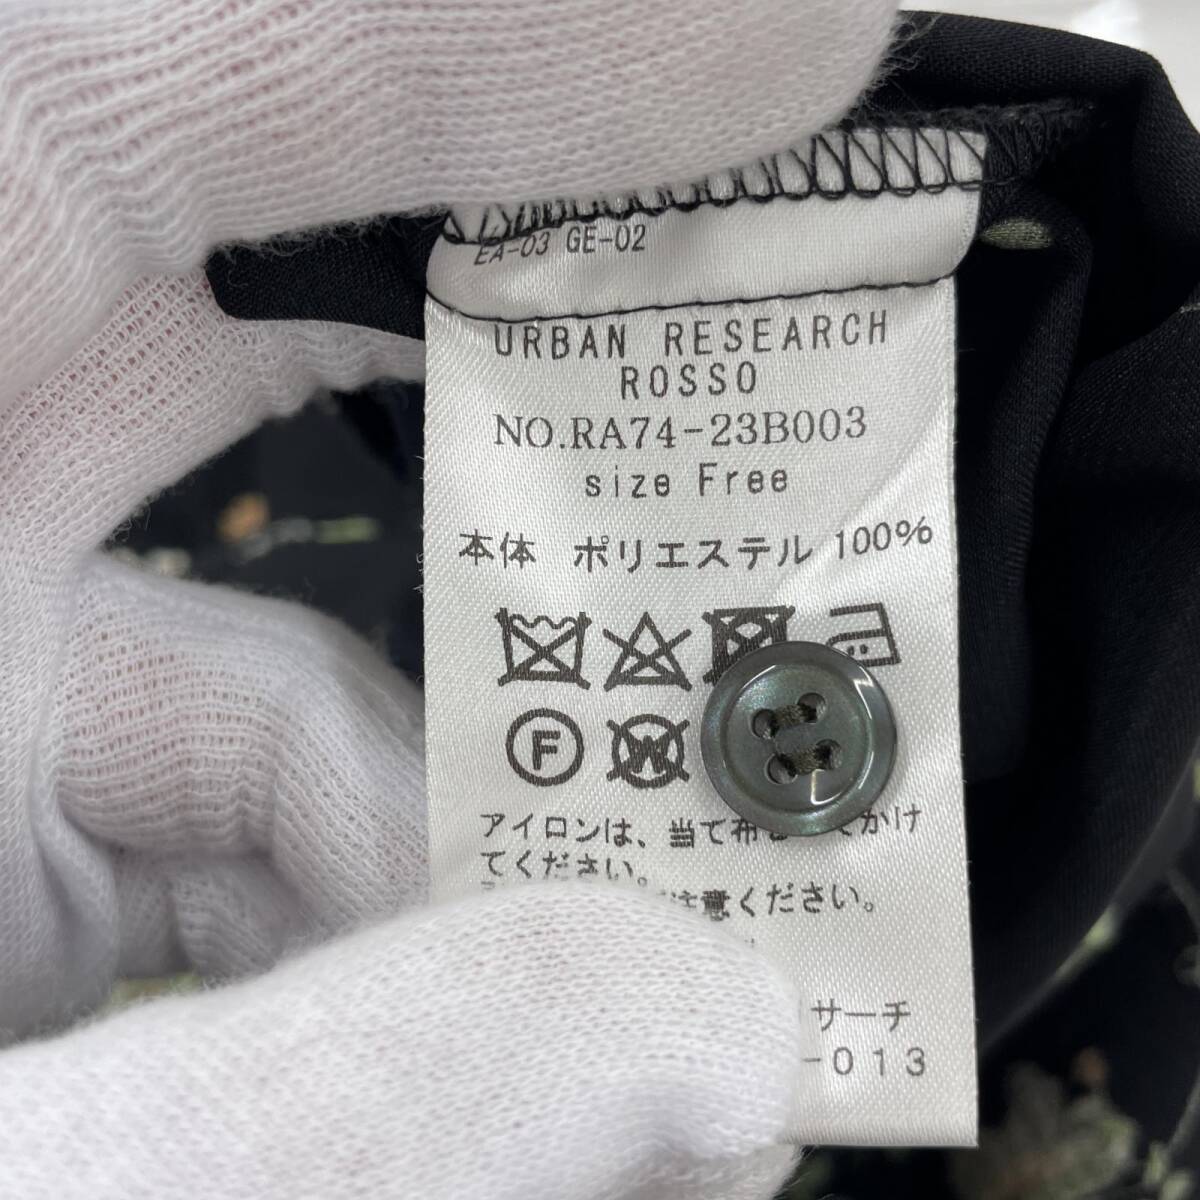 EA-03 GE-02
URBAN RESEARCH
ROSSO
NO.RA74-23B003
size Free
本体 ポリエステル 100%
F
W
アイロンは、当て布 かけ
てください。
注意ください。
サーチ
-013